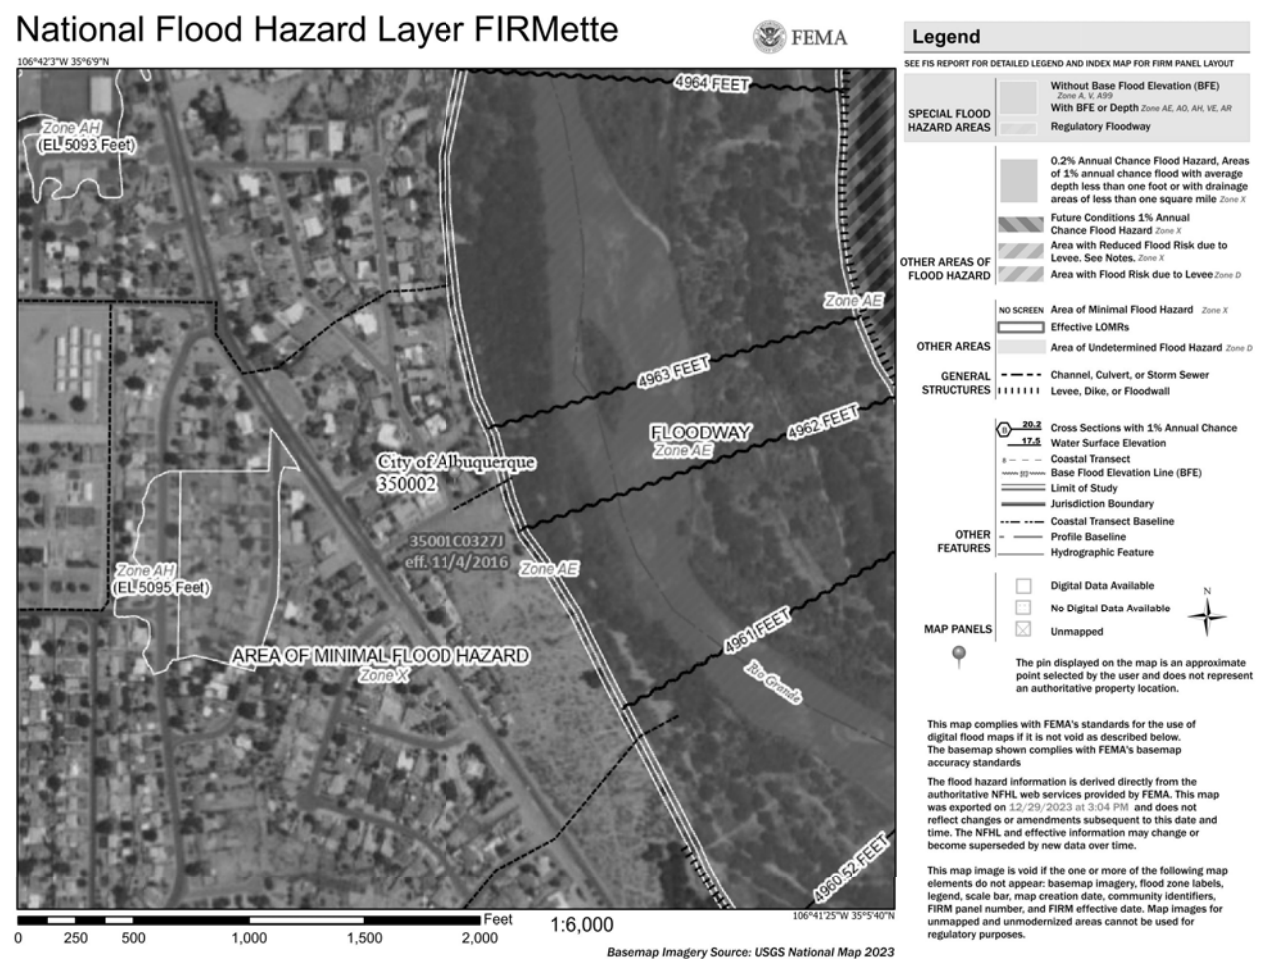 National Flood Hazard Layer FIRMette
FEMA
106°42'3"W 35°6'9"N
4964 FEET
Zone AH
(EL 5093 Feet)
Zone AE
4963 FEET
FLOODWAY
Zone AE
4962 FEET
City of Albuquerque
350002
35001C0327J
eff. 11/4/2016
Zone AE
Zone AH
(EL 5095 Feet)
4961 FEET
AREA OF MINIMAL FLOOD HAZARD
Zone X
Rio Grande
4960.52 FEET
Feet
1:6,000
106°41'25"W 35°5'40"N
0 250 500 1,000 1,500 2,000
Basemap Imagery Source: USGS National Map 2023
Legend
SEE FIS REPORT FOR DETAILED LEGEND AND INDEX MAP FOR FIRM PANEL LAYOUT
SPECIAL FLOOD
HAZARD AREAS
Without Base Flood Elevation (BFE)
Zone A, V, A99
With BFE or Depth Zone AE, AO, AH, VE, AR
Regulatory Floodway
0.2% Annual Chance Flood Hazard, Areas
of 1% annual chance flood with average
depth less than one foot or with drainage
areas of less than one square mile Zone X
Future Conditions 1% Annual
Chance Flood Hazard Zone X
Area with Reduced Flood Risk due to
Levee. See Notes. Zone X
Area with Flood Risk due to Levee Zone D
OTHER AREAS OF
FLOOD HAZARD
NO SCREEN Area of Minimal Flood Hazard Zone X
Effective LOMRs
OTHER AREAS
Area of Undetermined Flood Hazard Zone D
GENERAL
STRUCTURES
Channel, Culvert, or Storm Sewer
Levee, Dike, or Floodwall
B 20.2 Cross Sections with 1% Annual Chance
17.5 Water Surface Elevation
8 Coastal Transect
Base Flood Elevation Line (BFE)
Limit of Study
Jurisdiction Boundary
Coastal Transect Baseline
OTHER
FEATURES
Profile Baseline
Hydrographic Feature
Digital Data Available
No Digital Data Available
MAP PANELS
Unmapped
N
The pin displayed on the map is an approximate
point selected by the user and does not represent
an authoritative property location.
This map complies with FEMA's standards for the use of
digital flood maps if it is not void as described below.
The basemap shown complies with FEMA's basemap
accuracy standards
The flood hazard information is derived directly from the
authoritative NFHL web services provided by FEMA. This map
was exported on 12/29/2023 at 3:04 PM and does not
reflect changes or amendments subsequent to this date and
time. The NFHL and effective information may change or
become superseded by new data over time.
This map image is void if the one or more of the following map
elements do not appear: basemap imagery, flood zone labels,
legend, scale bar, map creation date, community identifiers,
FIRM panel number, and FIRM effective date. Map images for
unmapped and unmodernized areas cannot be used for
regulatory purposes.